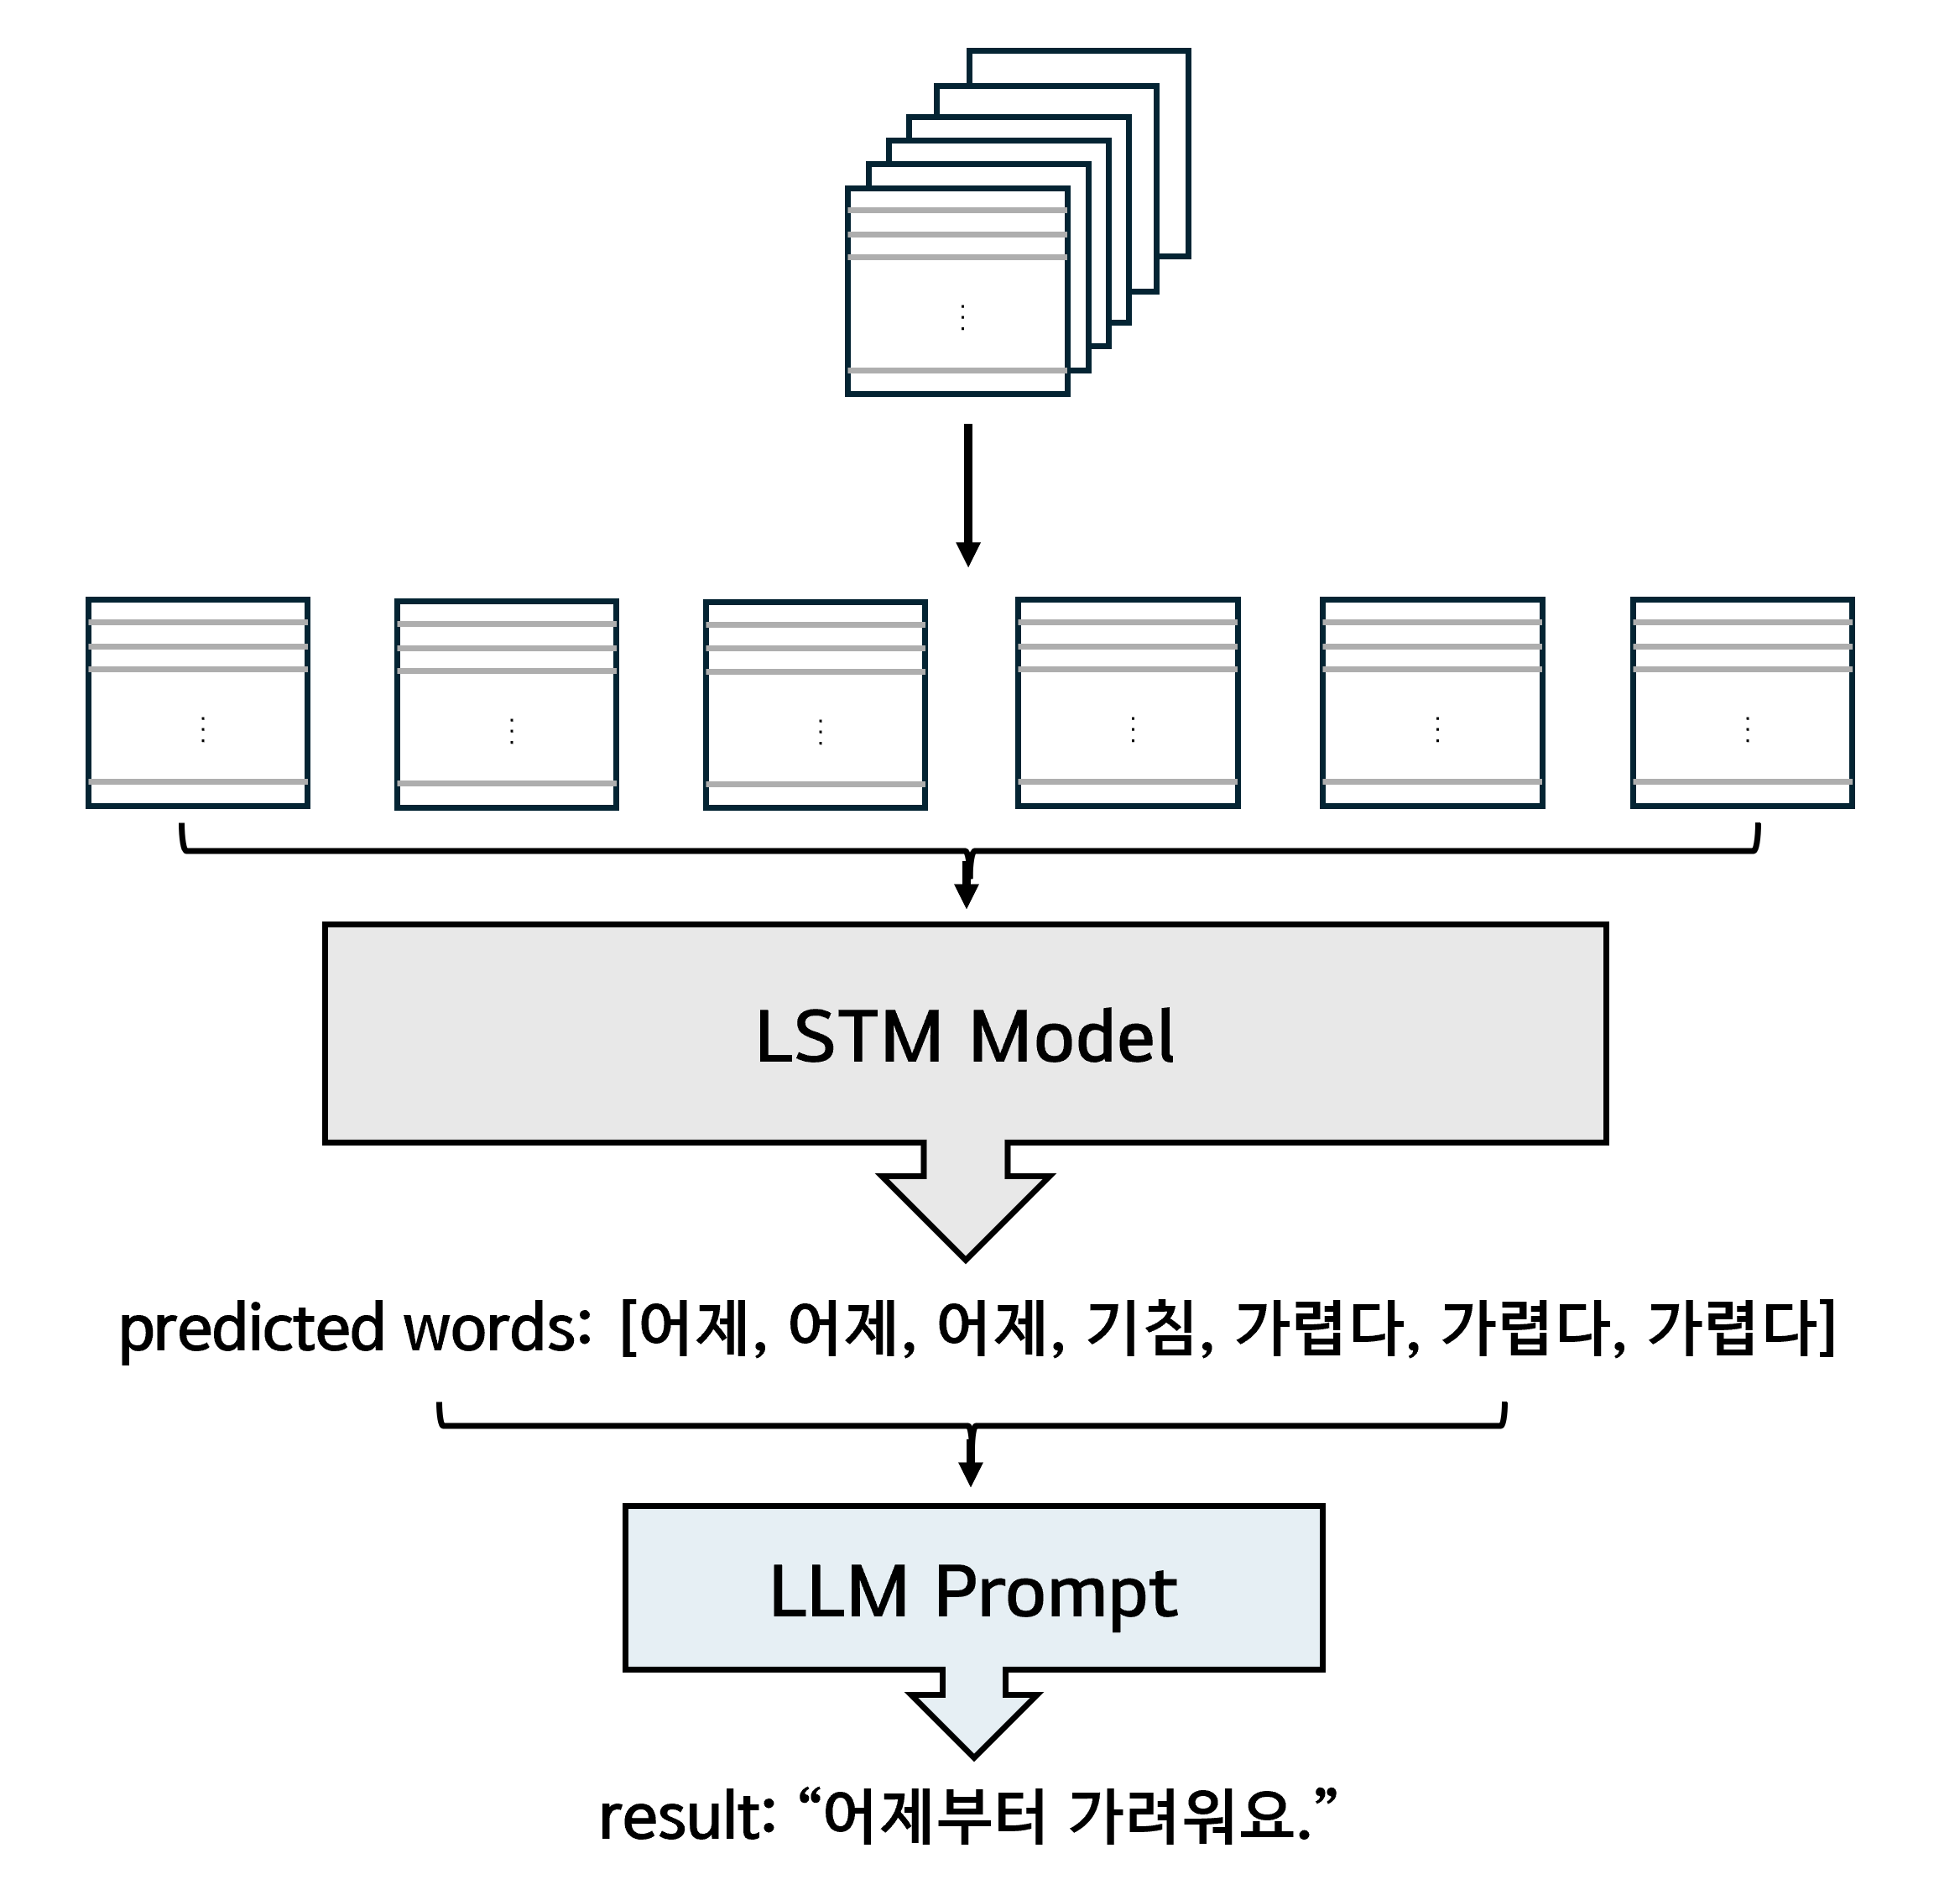 LSTM Model
predicted words: [어제, 어제, 어제, 기침, 가렵다, 가렵다, 가렵다]
LLM Prompt
result: “어제부터 가려워요.”